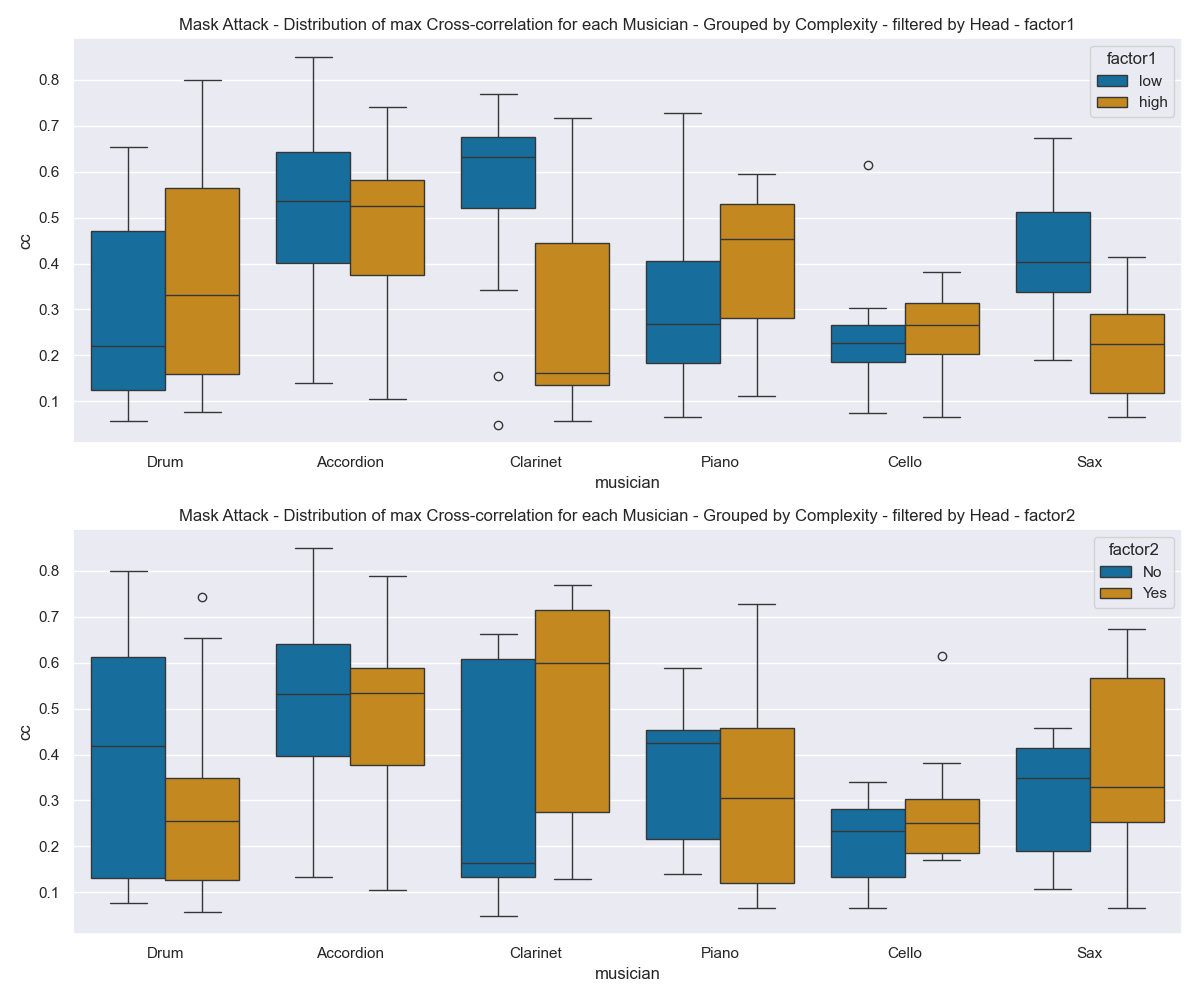 Mask Attack - Distribution of max Cross-correlation for each Musician - Grouped by Complexity - filtered by Head - factor1
factor1
low
high
cc
0.8
0.7
0.6
0.5
0.4
0.3
0.2
0.1
Drum Accordion Clarinet Piano Cello Sax
musician
Mask Attack - Distribution of max Cross-correlation for each Musician - Grouped by Complexity - filtered by Head - factor2
factor2
No
Yes
cc
0.8
0.7
0.6
0.5
0.4
0.3
0.2
0.1
Drum Accordion Clarinet Piano Cello Sax
musician